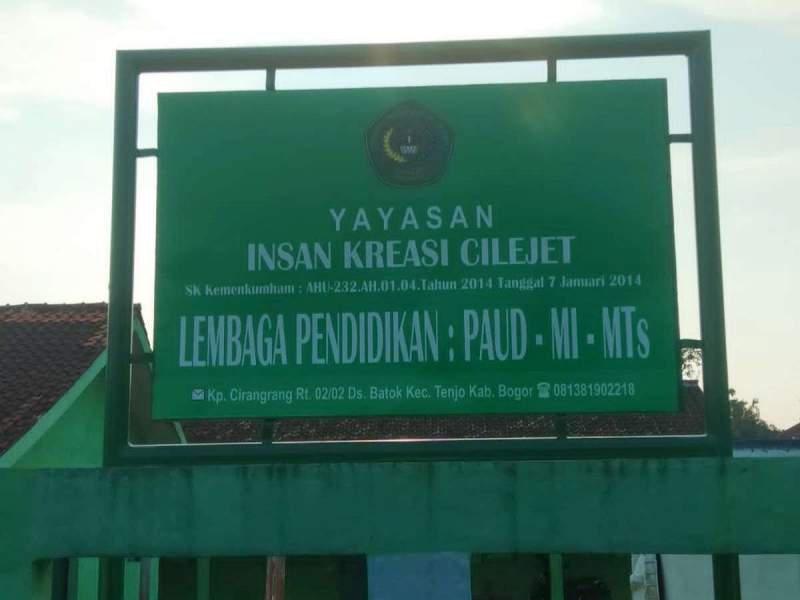 YAYASAN
INSAN KREASI CILEJET
SK Kemenkumham : AHU-232.AH.01.04.Tahun 2014 Tanggal 7 Januari 2014
LEMBAGA PENDIDIKAN : PAUD - MI - MTs
Kp. Cirangrang Rt. 02/02 Ds. Batok Kec. Tenjo Kab. Bogor ☎ 081381902218